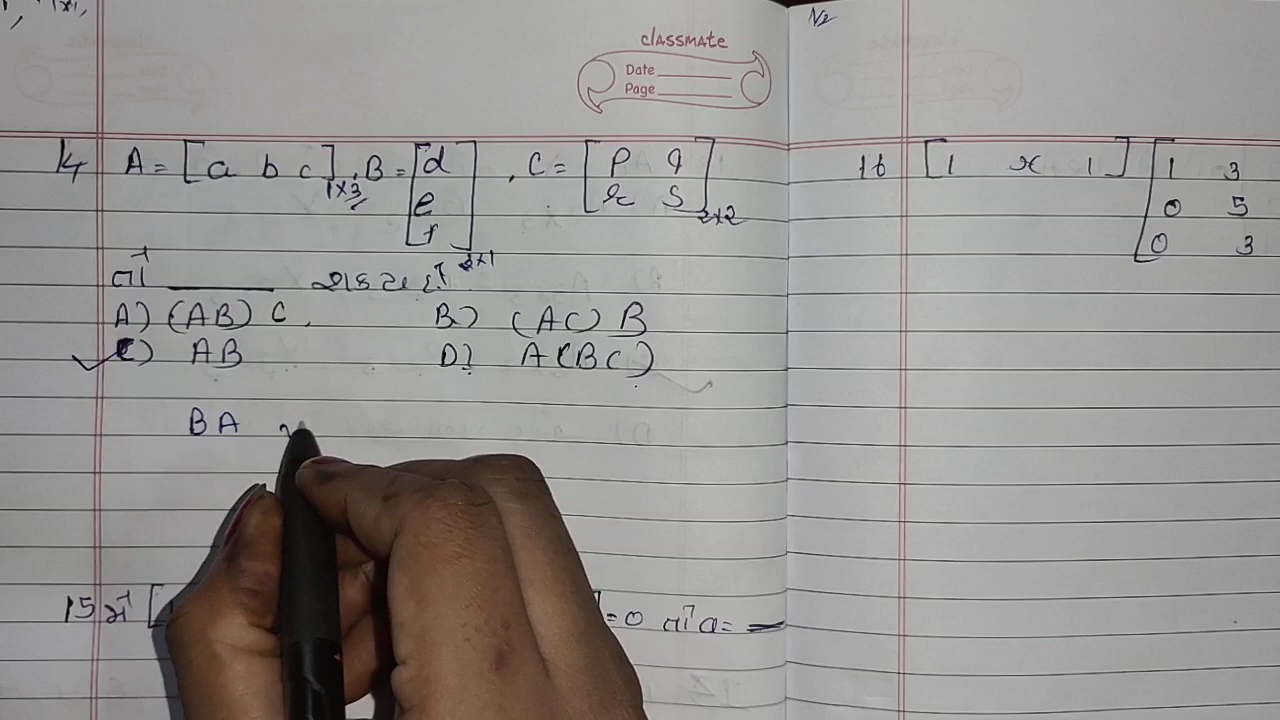 classmate
Date
Page
14 A = [a b c]1×3, B = [d e f]3×1, C = [p q r s]2×2
તો ______ શક્ય છે.
A) (AB) C. B) (AC) B
C) AB D) A(BC)
BA
15 જો [1 =0 તો a= —
16 [1 x 1] [1 3
0 5
0 3